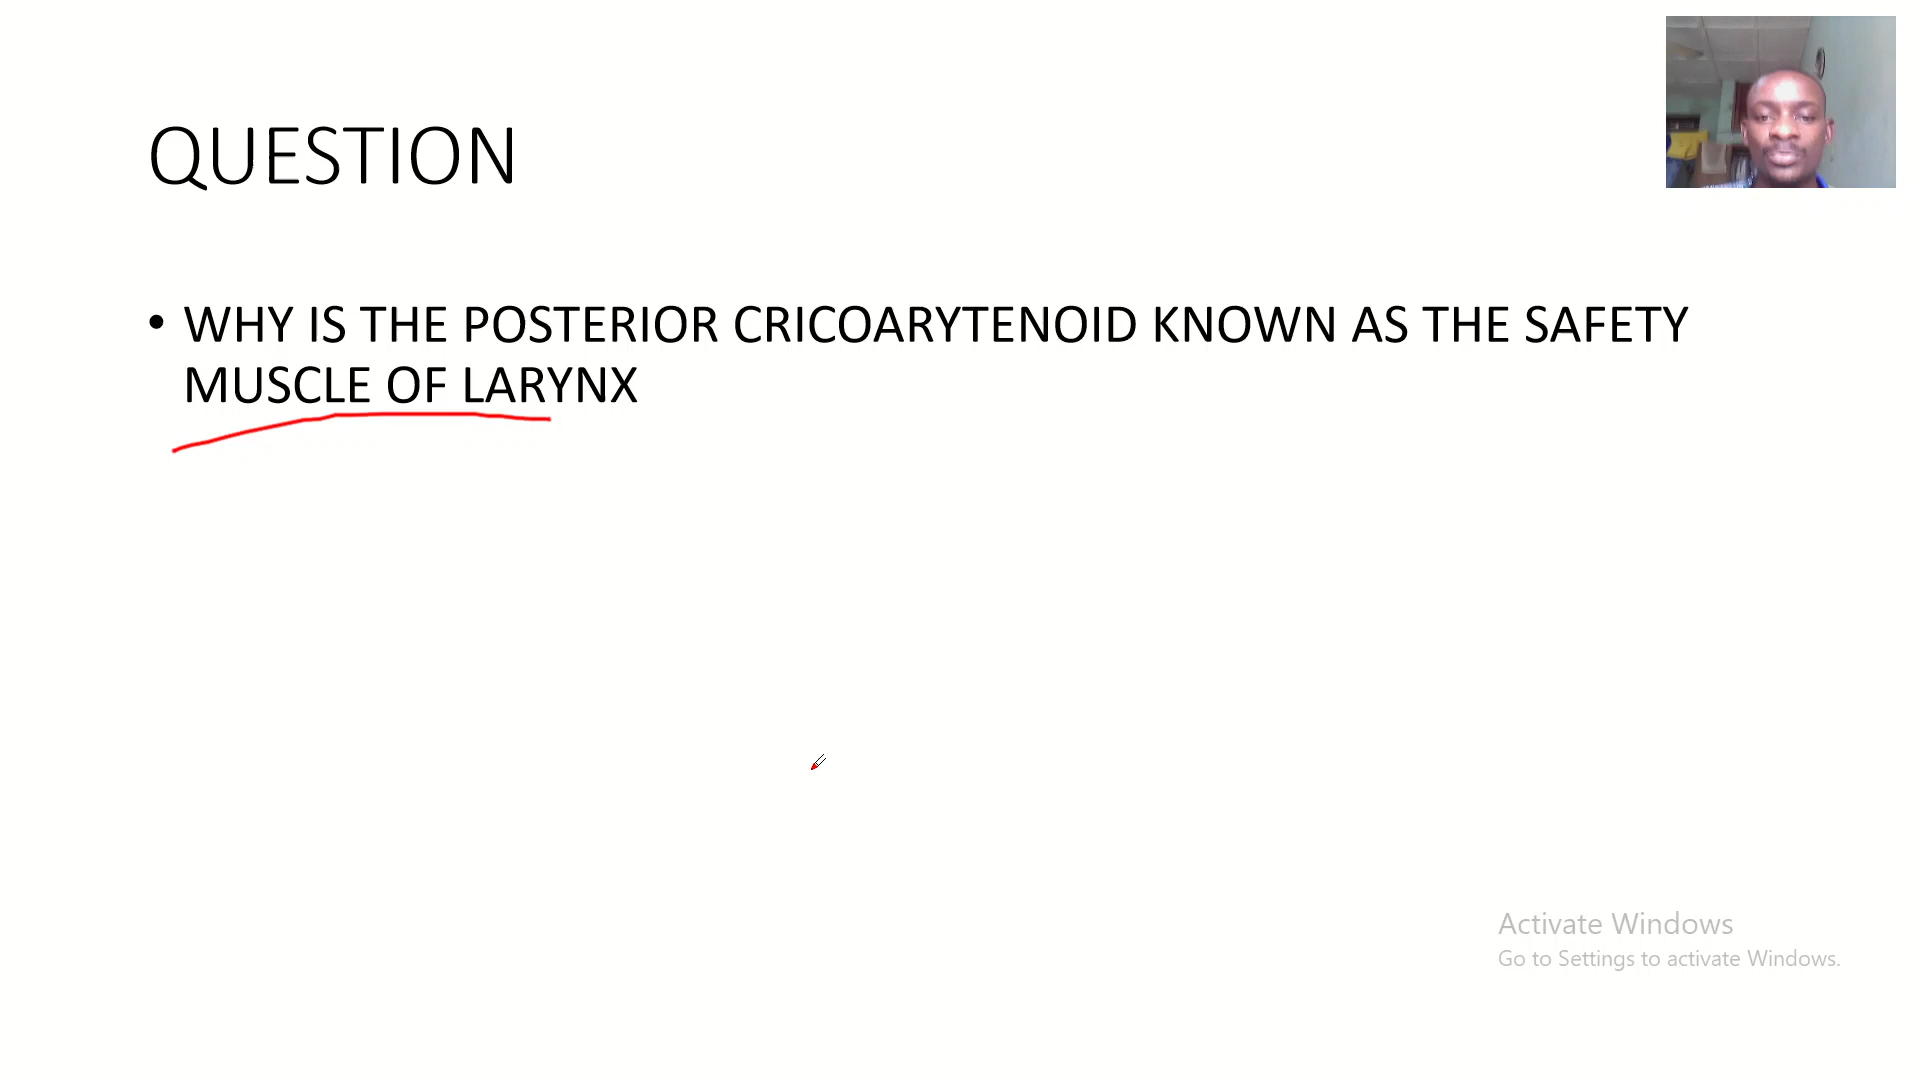 QUESTION
• WHY IS THE POSTERIOR CRICOARYTENOID KNOWN AS THE SAFETY
MUSCLE OF LARYNX
Activate Windows
Go to Settings to activate Windows.